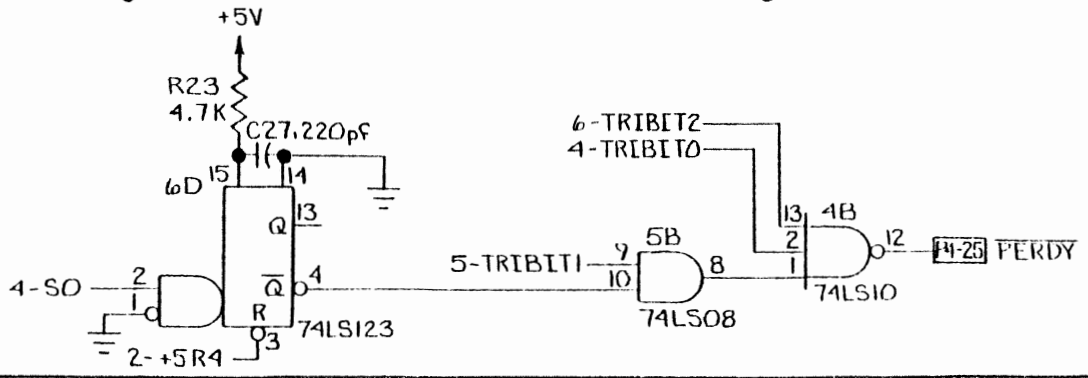 +5V
R23
4.7K
C27,220pf
6D
15
14
13
Q
4
Q̅
4-SO
2
1
R
3
74LS123
2- +5R4
6-TRIBIT2
4-TRIBIT0
5-TRIBIT1
9
10
5B
8
74LS08
13
2
1
4B
12
74LS10
P1-25
PERDY